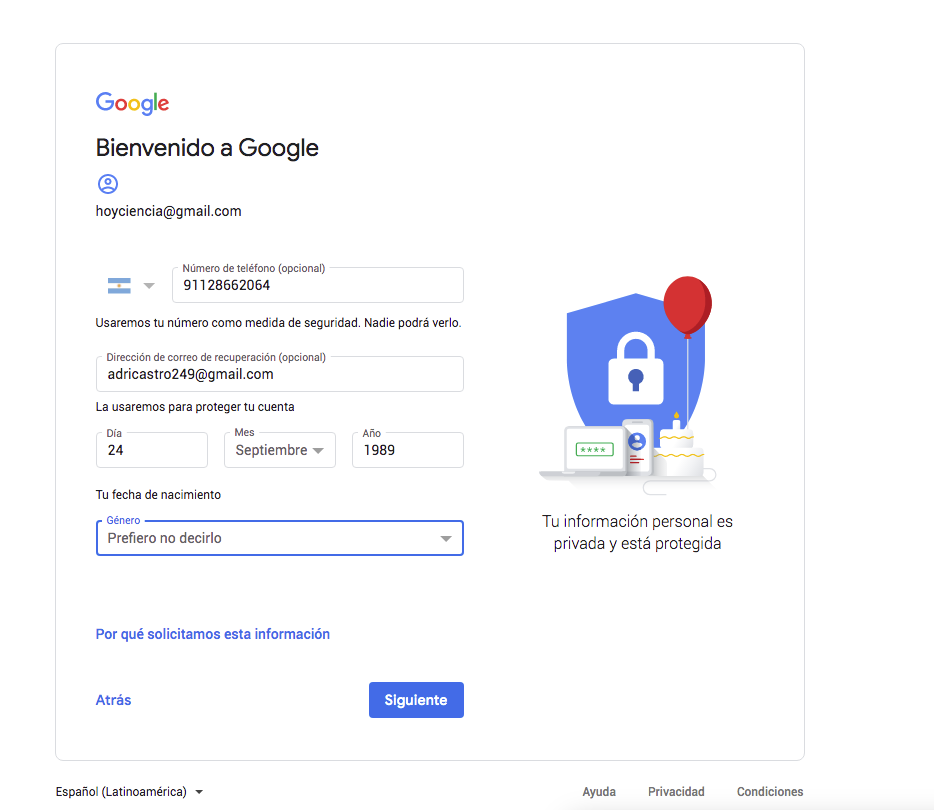 Google
Bienvenido a Google
hoyciencia@gmail.com
Número de teléfono (opcional)
91128662064
Usaremos tu número como medida de seguridad. Nadie podrá verlo.
Dirección de correo de recuperación (opcional)
adricastro249@gmail.com
La usaremos para proteger tu cuenta
Día
24
Mes
Septiembre
Año
1989
Tu fecha de nacimiento
Género
Prefiero no decirlo
Por qué solicitamos esta información
Atrás
Siguiente
****
Tu información personal es
privada y está protegida
Español (Latinoamérica)
Ayuda
Privacidad
Condiciones